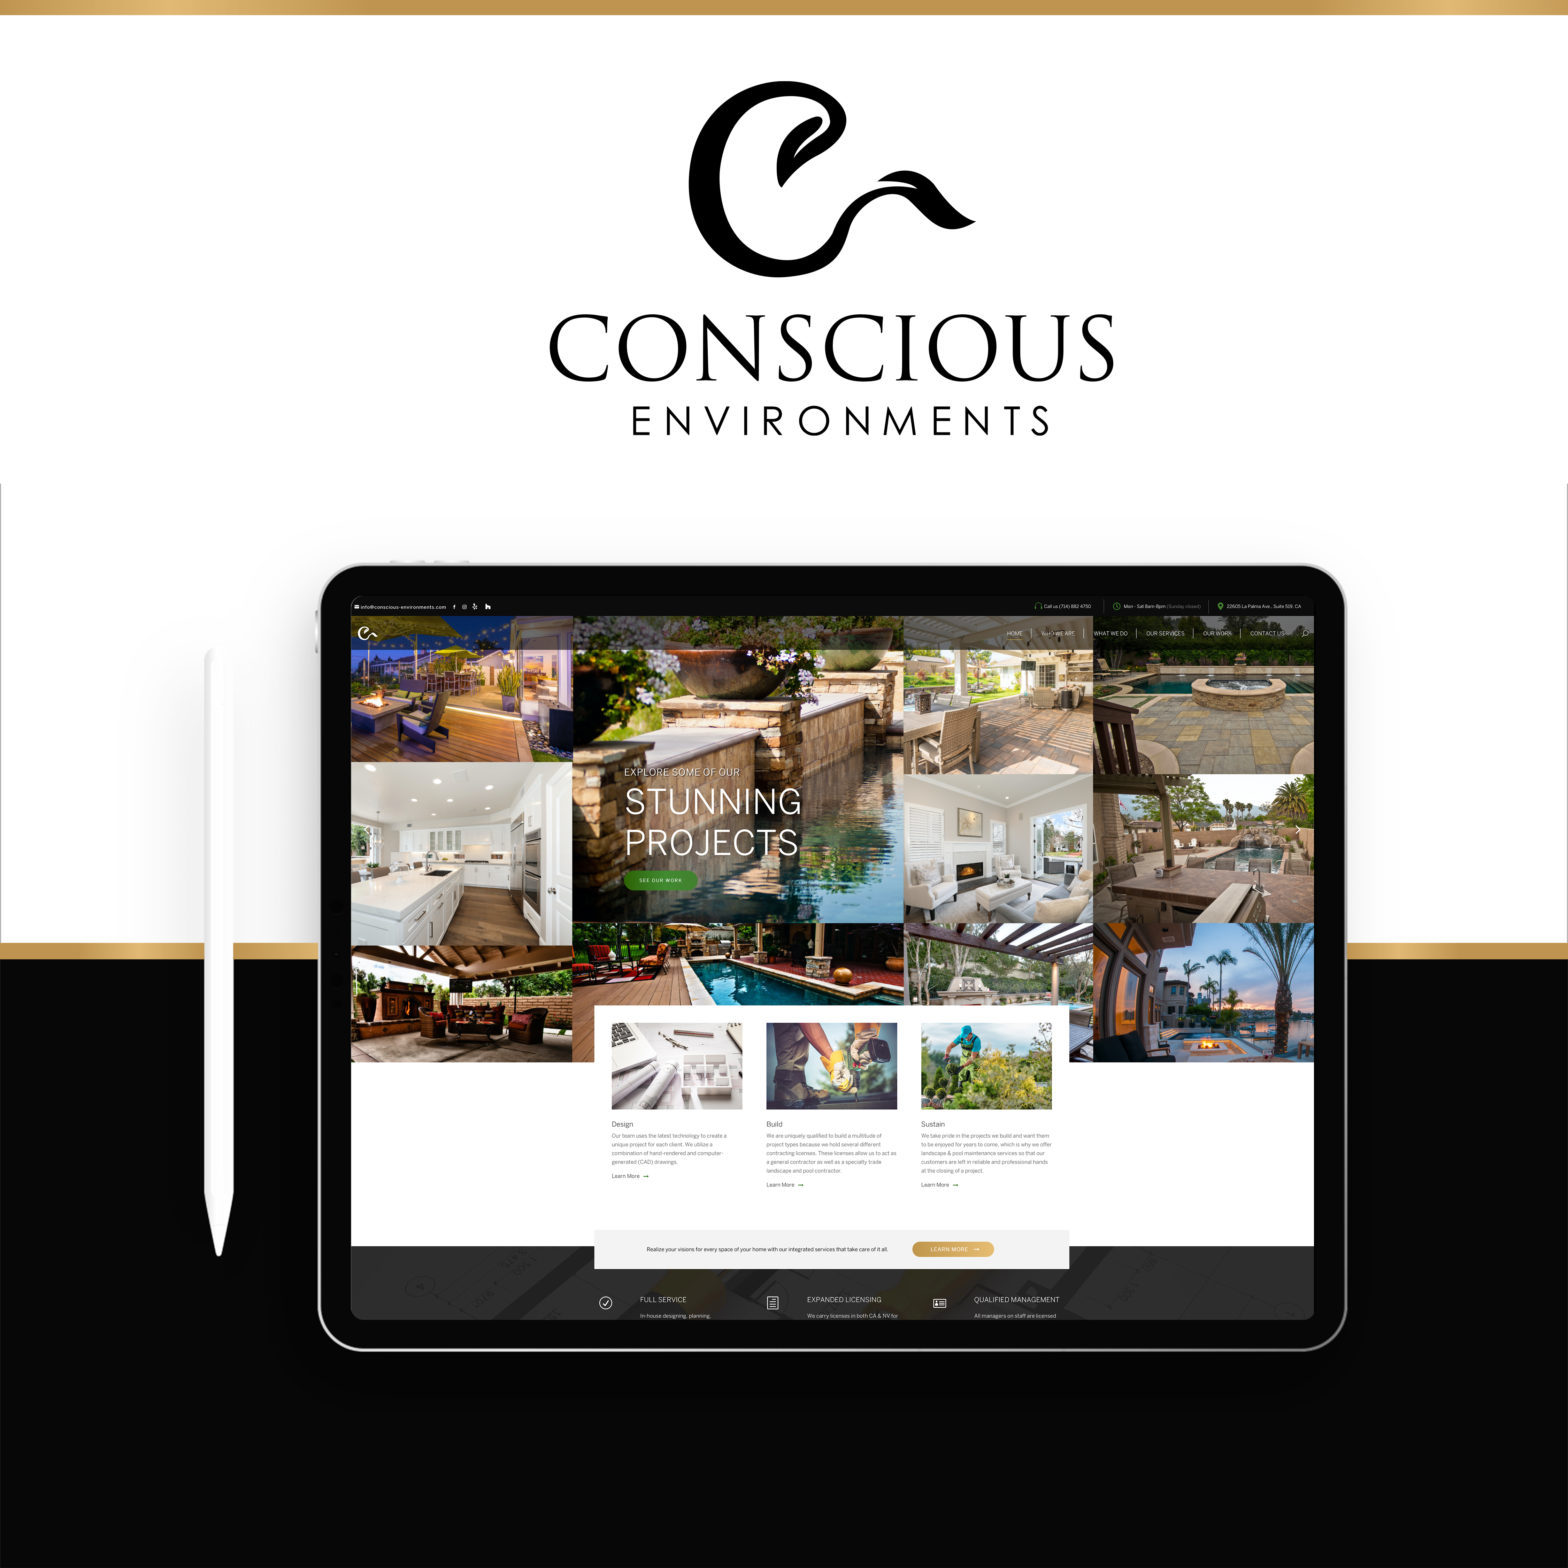 CONSCIOUS
ENVIRONMENTS
info@conscious-environments.com
Call us (714) 882 4750
Mon - Sat 8am-8pm (Sunday closed)
22605 La Palma Ave., Suite 519, CA
HOME
WHO WE ARE
WHAT WE DO
OUR SERVICES
OUR WORK
CONTACT US
EXPLORE SOME OF OUR
STUNNING
PROJECTS
SEE OUR WORK
Design
Our team uses the latest technology to create a
unique project for each client. We utilize a
combination of hand-rendered and computer-
generated (CAD) drawings.
Learn More
Build
We are uniquely qualified to build a multitude of
project types because we hold several different
contracting licenses. These licenses allow us to act as
a general contractor as well as a specialty trade
landscape and pool contractor.
Learn More
Sustain
We take pride in the projects we build and want them
to be enjoyed for years to come, which is why we offer
landscape & pool maintenance services so that our
customers are left in reliable and professional hands
at the closing of a project.
Learn More
Realize your visions for every space of your home with our integrated services that take care of it all.
LEARN MORE
FULL SERVICE
In-house designing, planning,
EXPANDED LICENSING
We carry licenses in both CA & NV for
QUALIFIED MANAGEMENT
All managers on staff are licensed